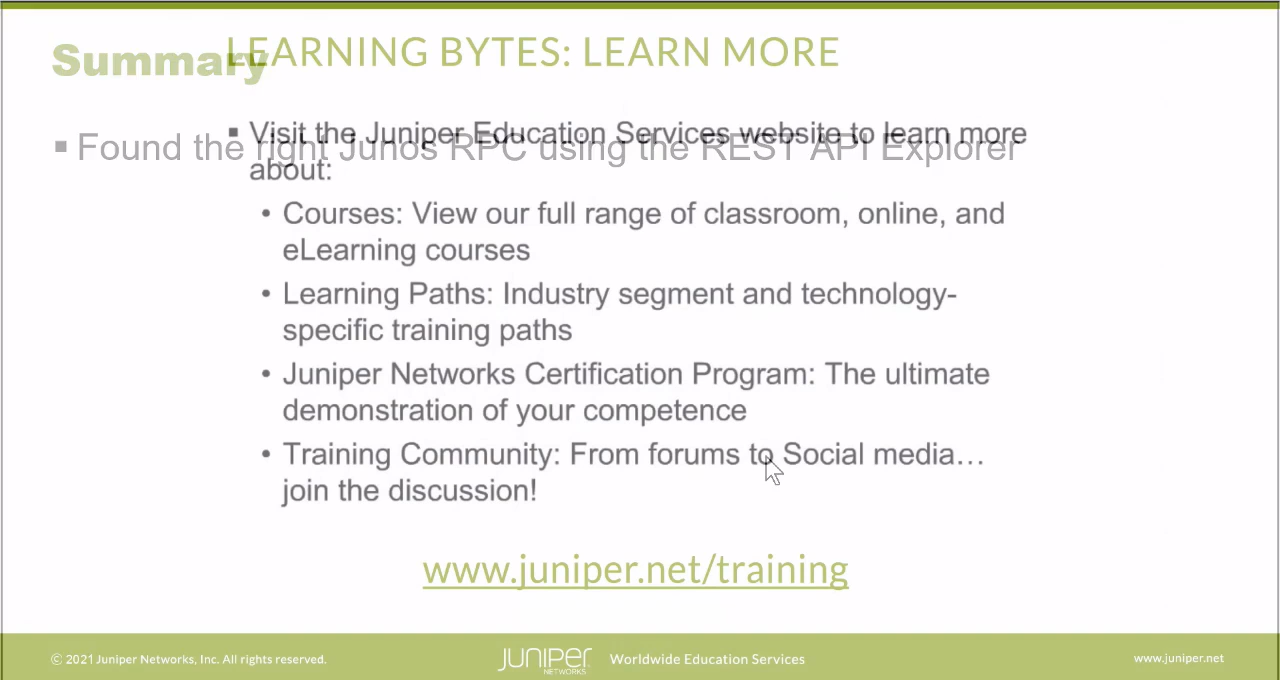 Summary
LEARNING BYTES: LEARN MORE
▪ Visit the Juniper Education Services website to learn more
▪ Found the right Junos RPC using the REST API Explorer
about:
• Courses: View our full range of classroom, online, and
eLearning courses
• Learning Paths: Industry segment and technology-
specific training paths
• Juniper Networks Certification Program: The ultimate
demonstration of your competence
• Training Community: From forums to Social media…
join the discussion!
www.juniper.net/training
© 2021 Juniper Networks, Inc. All rights reserved.
JUNIPER
NETWORKS
Worldwide Education Services
www.juniper.net